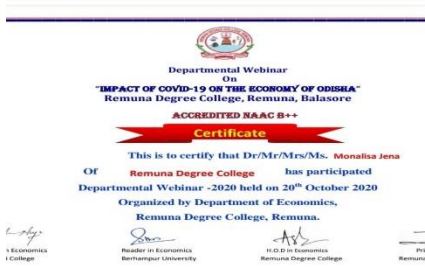 Departmental Webinar
On
"IMPACT OF COVID-19 ON THE ECONOMY OF ODISHA"
Remuna Degree College, Remuna, Balasore
ACCREDITED NAAC B++
Certificate
This is to certify that Dr/Mr/Mrs/Ms. Monalisa Jena
Of Remuna Degree College has participated
Departmental Webinar -2020 held on 20th October 2020
Organized by Department of Economics,
Remuna Degree College, Remuna.
n Economics Reader in Economics H.O.D in Economics Pri
College Berhampur University Remuna Degree College Remuna